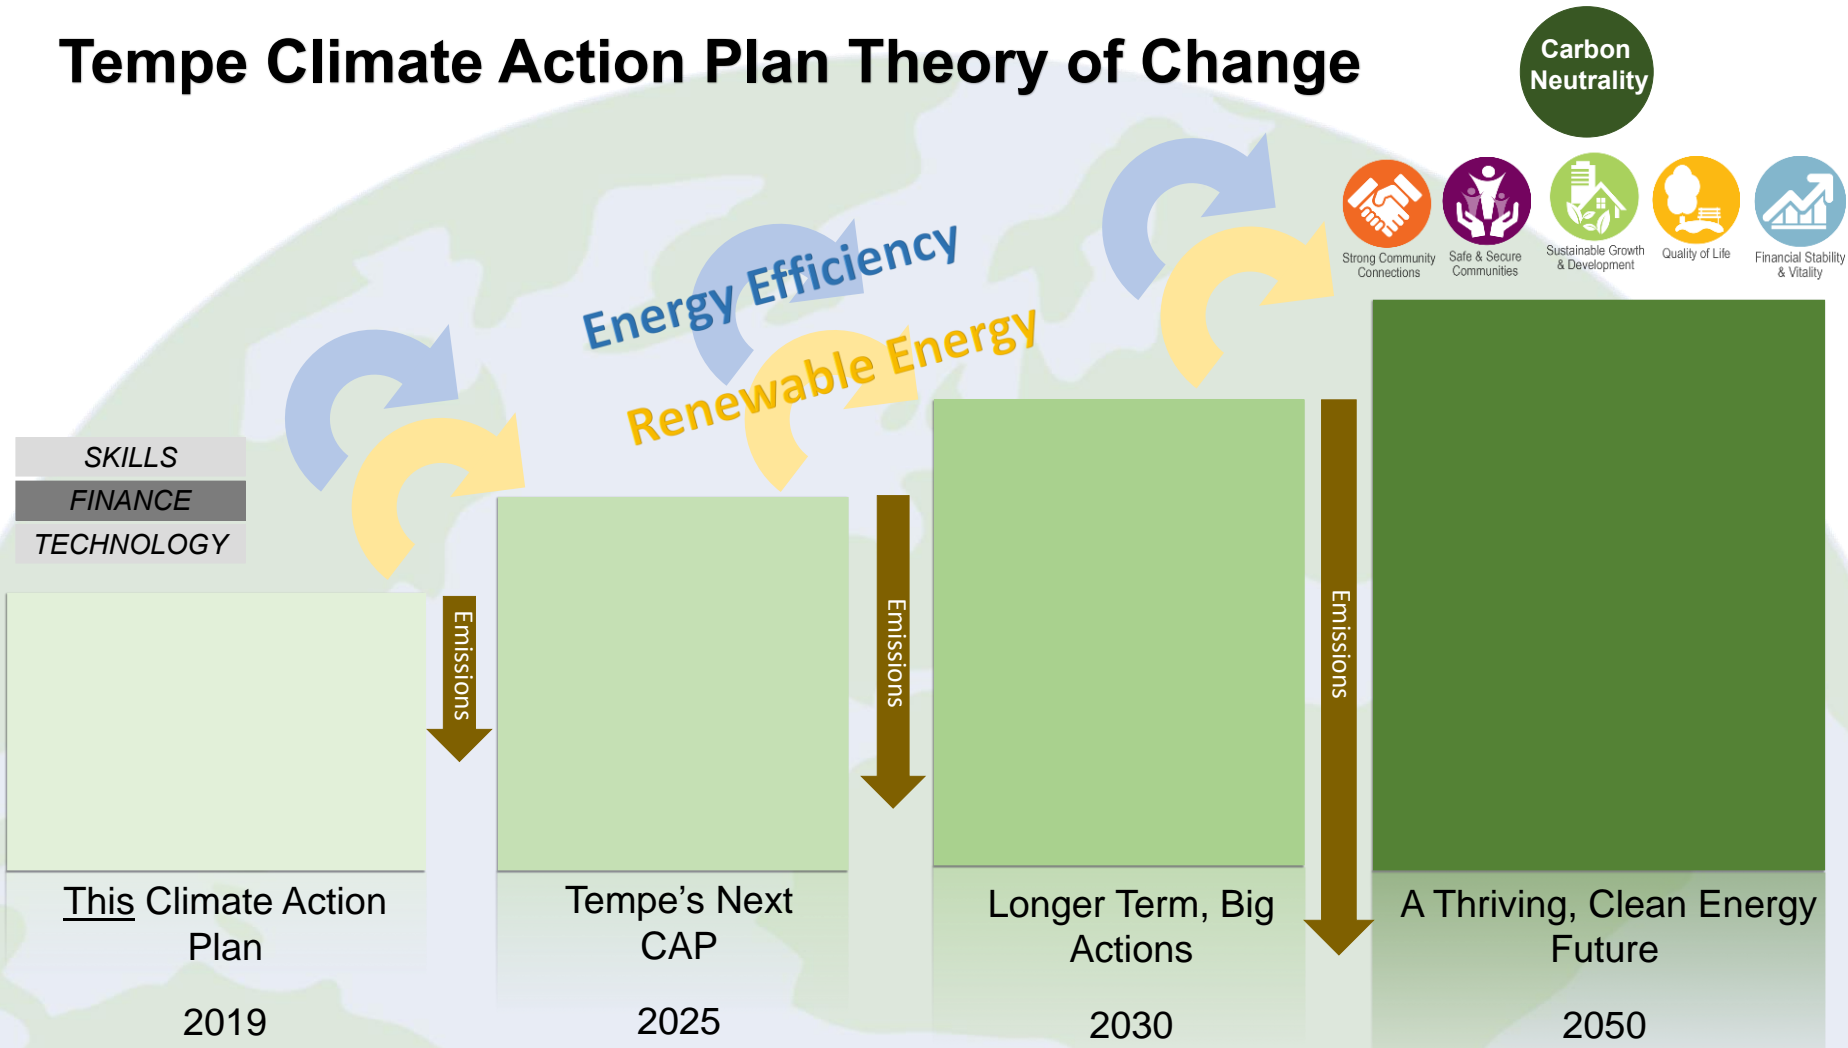 Tempe Climate Action Plan Theory of Change
Carbon
Neutrality
Strong Community
Connections
Safe & Secure
Communities
Sustainable Growth
& Development
Quality of Life
Financial Stability
& Vitality
Energy Efficiency
Renewable Energy
SKILLS
FINANCE
TECHNOLOGY
Emissions
Emissions
Emissions
This Climate Action
Plan
2019
Tempe’s Next
CAP
2025
Longer Term, Big
Actions
2030
A Thriving, Clean Energy
Future
2050